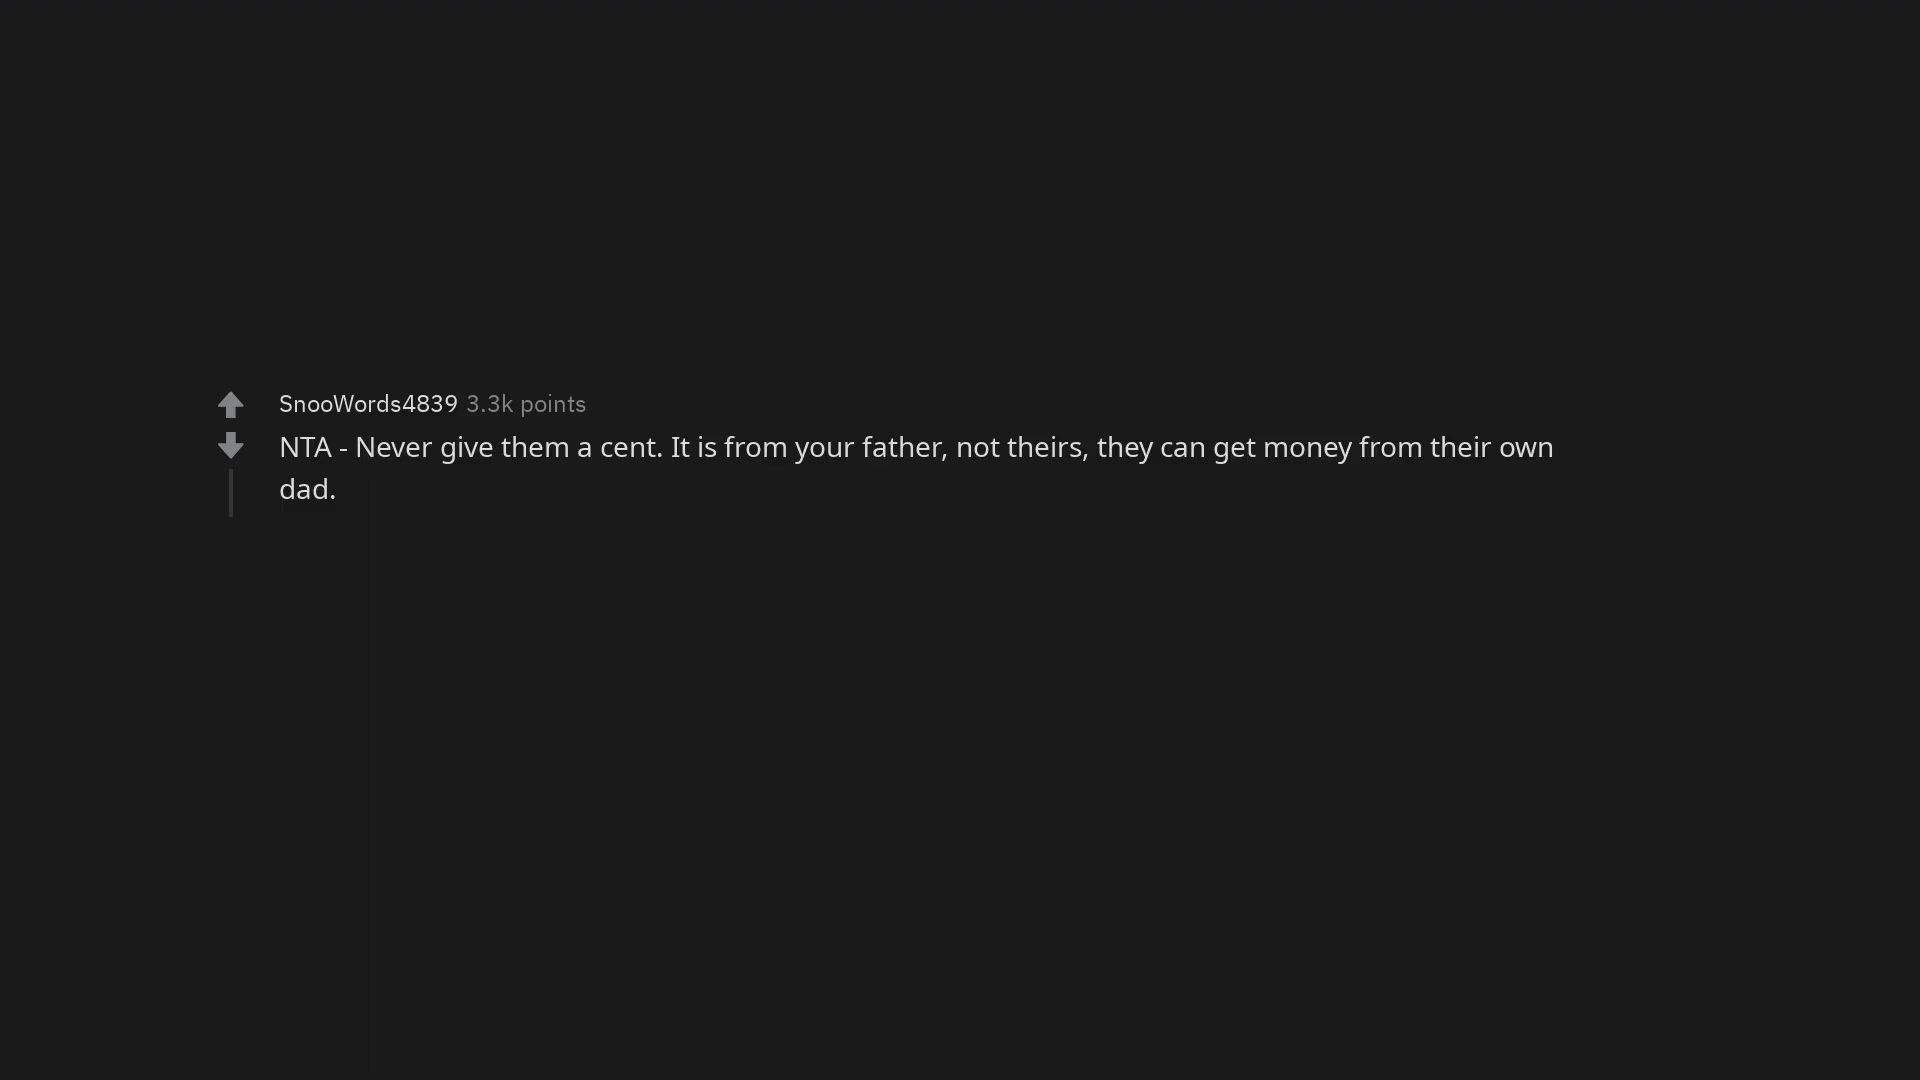 SnooWords4839 3.3k points
NTA - Never give them a cent. It is from your father, not theirs, they can get money from their own
dad.